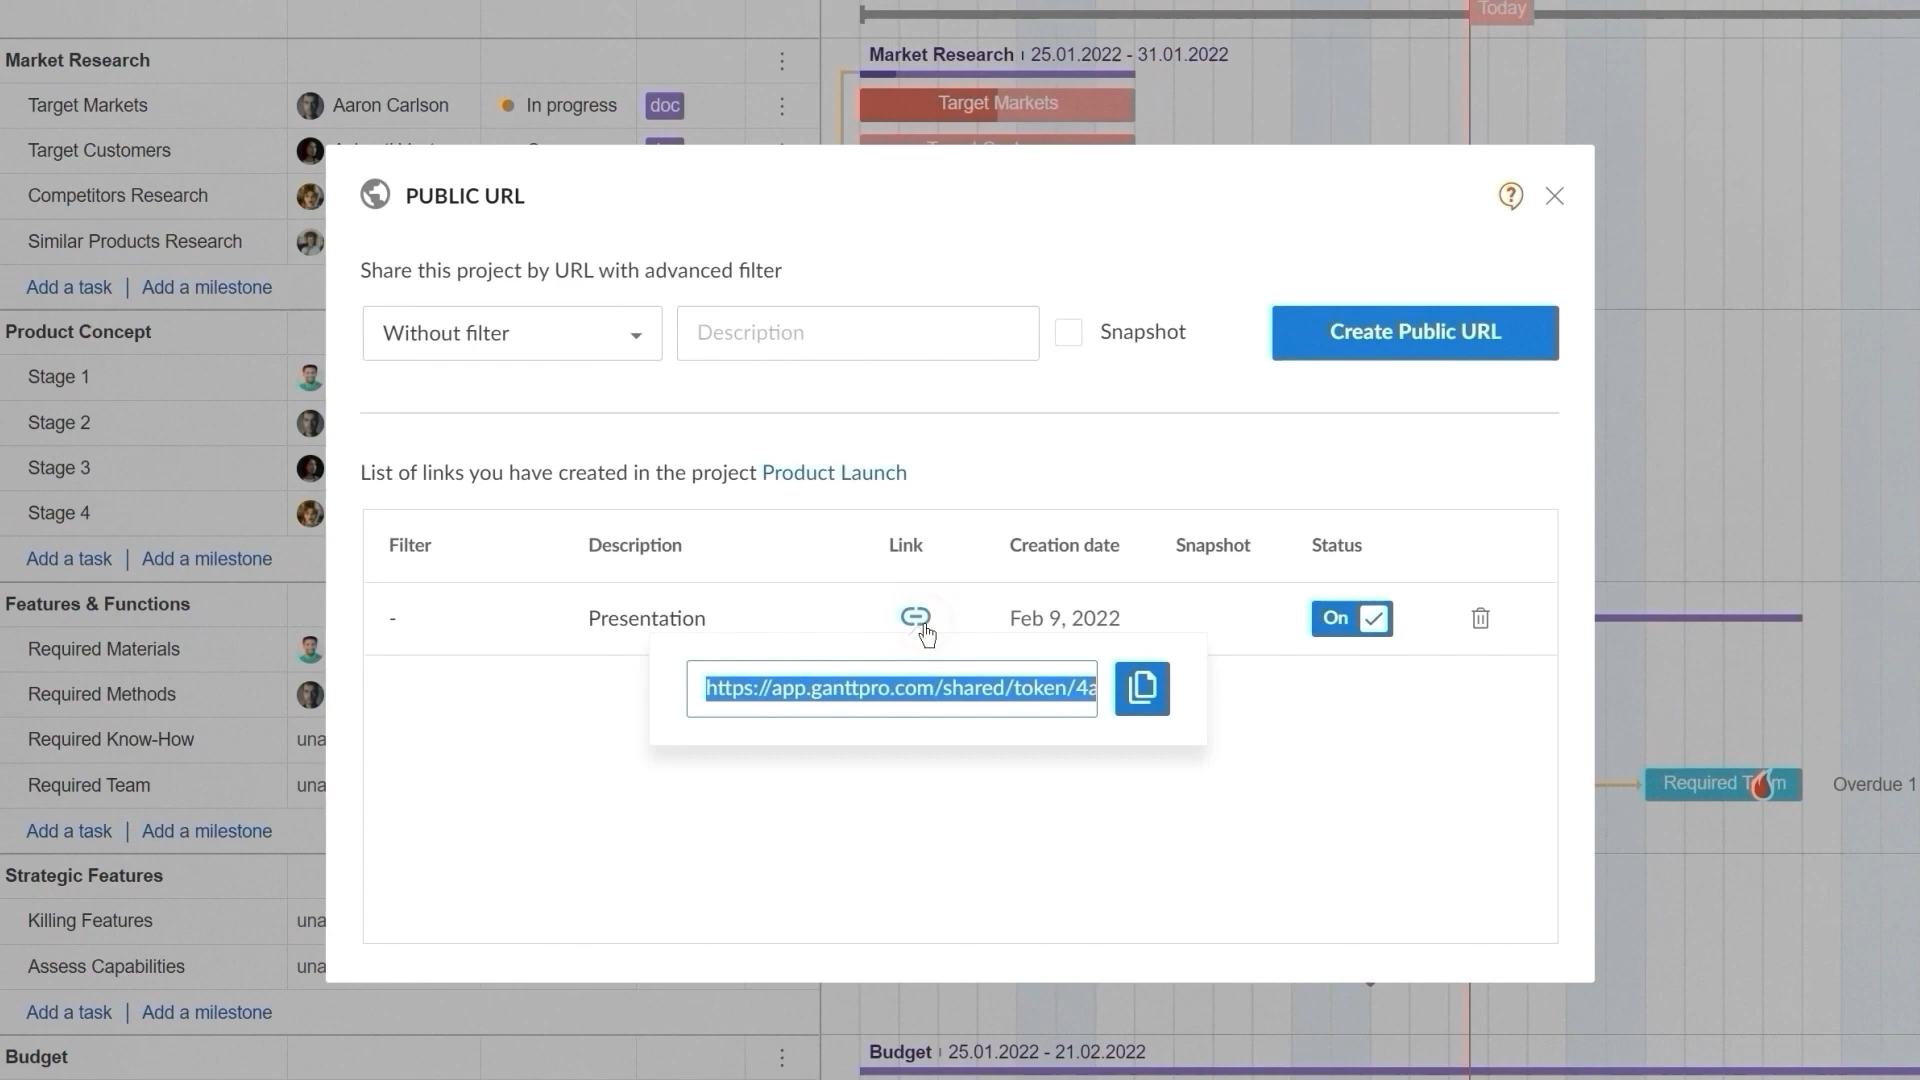 Today
Market Research
Market Research 25.01.2022 - 31.01.2022
Target Markets Aaron Carlson In progress doc
Target Markets
Target Customers
Competitors Research
Similar Products Research
Add a task | Add a milestone
Product Concept
Stage 1
Stage 2
Stage 3
Stage 4
Add a task | Add a milestone
Features & Functions
Required Materials
Required Methods
Required Know-How una
Required Team una
Add a task | Add a milestone
Strategic Features
Killing Features una
Assess Capabilities una
Add a task | Add a milestone
Budget
PUBLIC URL
?
Share this project by URL with advanced filter
Without filter
Description
Snapshot
Create Public URL
List of links you have created in the project Product Launch
Filter Description Link Creation date Snapshot Status
- Presentation Feb 9, 2022 On
https://app.ganttpro.com/shared/token/4a
Required T m
Overdue 1
Budget 25.01.2022 - 21.02.2022